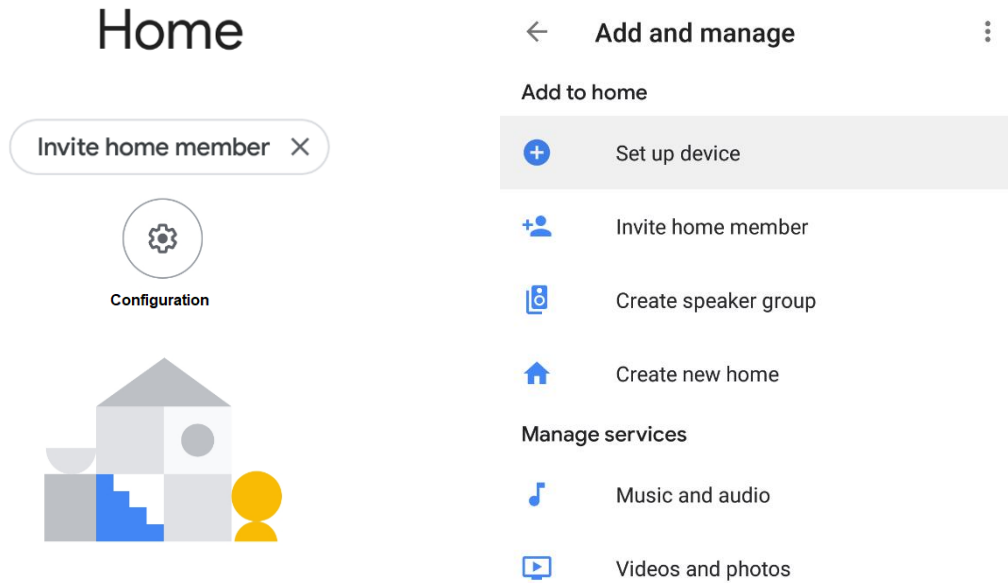 Home
Invite home member
Configuration
Add and manage
Add to home
Set up device
Invite home member
Create speaker group
Create new home
Manage services
Music and audio
Videos and photos